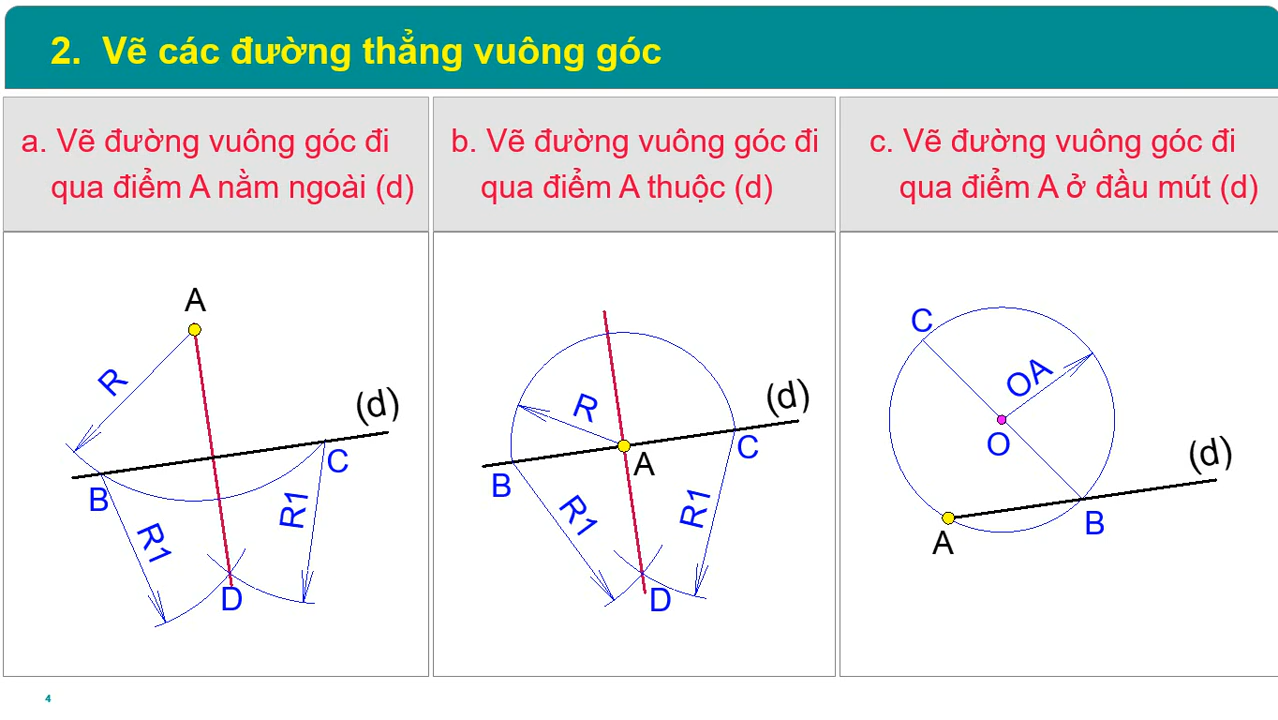 2. Vẽ các đường thẳng vuông góc
a. Vẽ đường vuông góc đi
qua điểm A nằm ngoài (d)
b. Vẽ đường vuông góc đi
qua điểm A thuộc (d)
c. Vẽ đường vuông góc đi
qua điểm A ở đầu mút (d)
A
R
(d)
C
B
R1
R1
D
(d)
R
C
A
B
R1
R1
D
C
OA
O
(d)
B
A
4